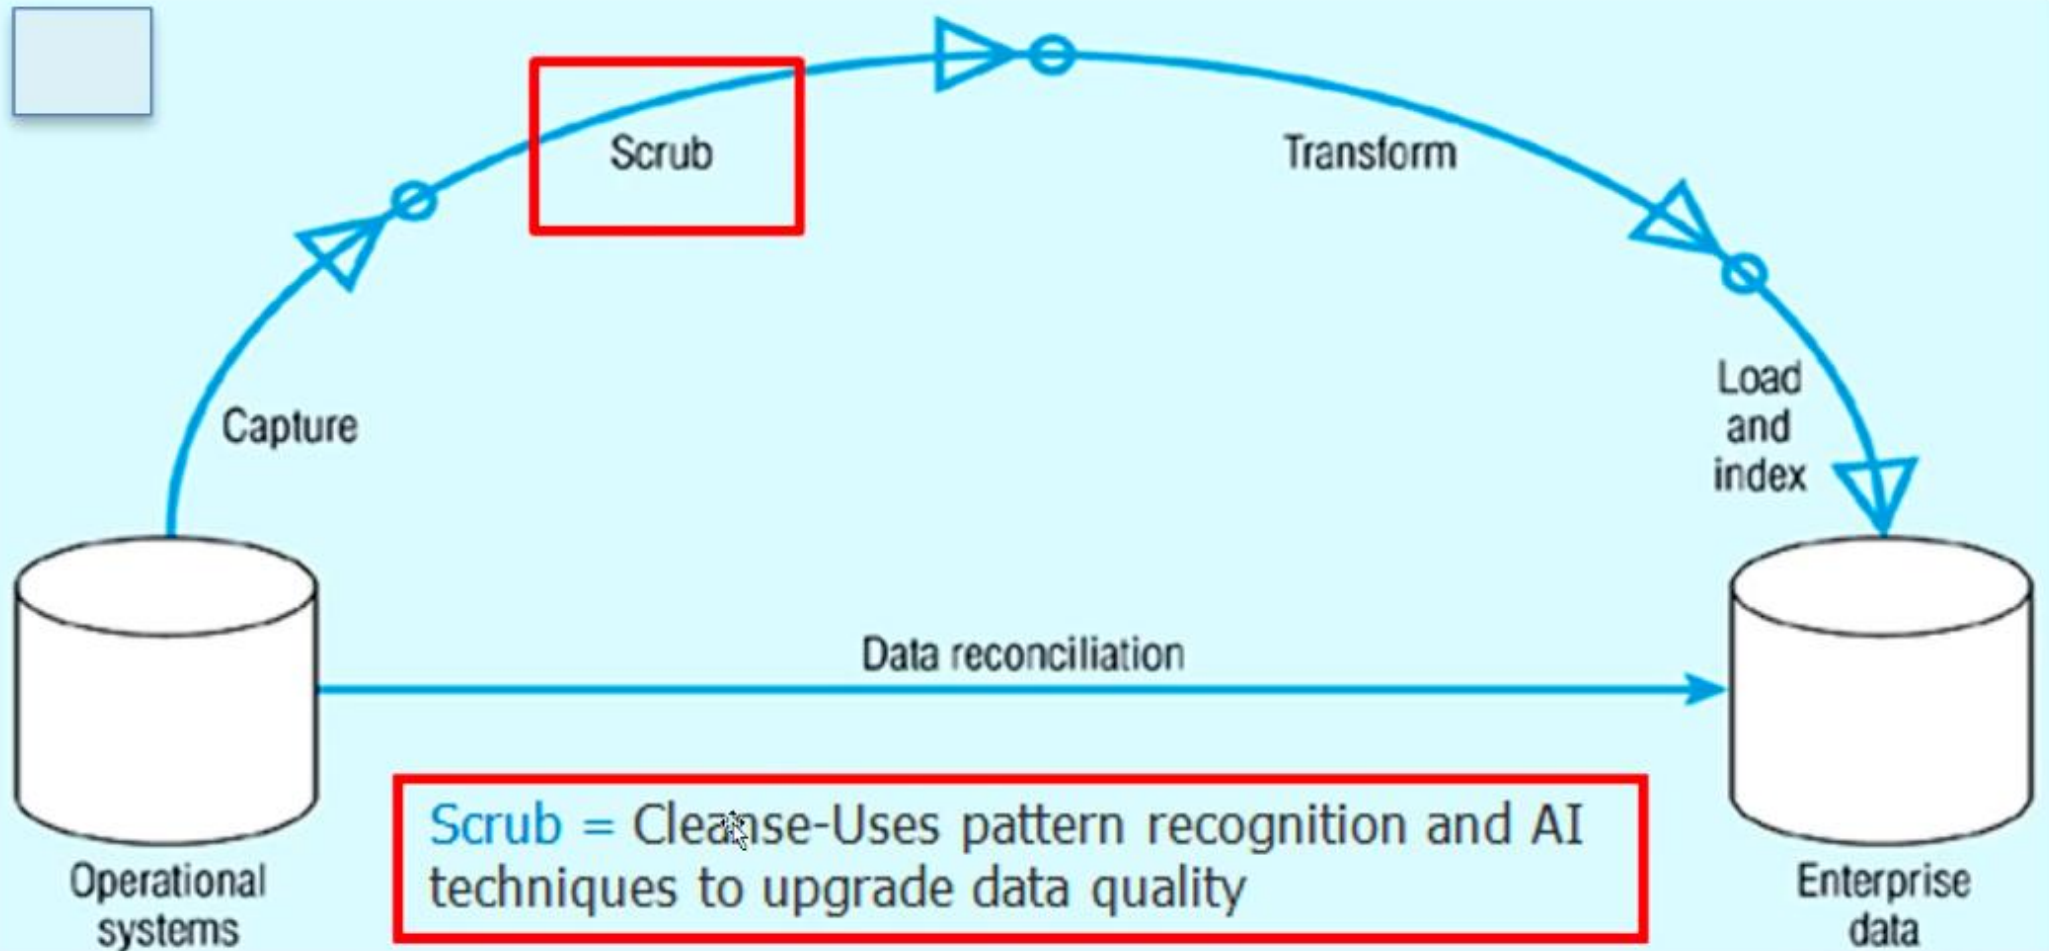 Scrub
Transform
Capture
Load
and
index
Data reconciliation
Scrub = Cleanse-Uses pattern recognition and AI
techniques to upgrade data quality
Operational
systems
Enterprise
data